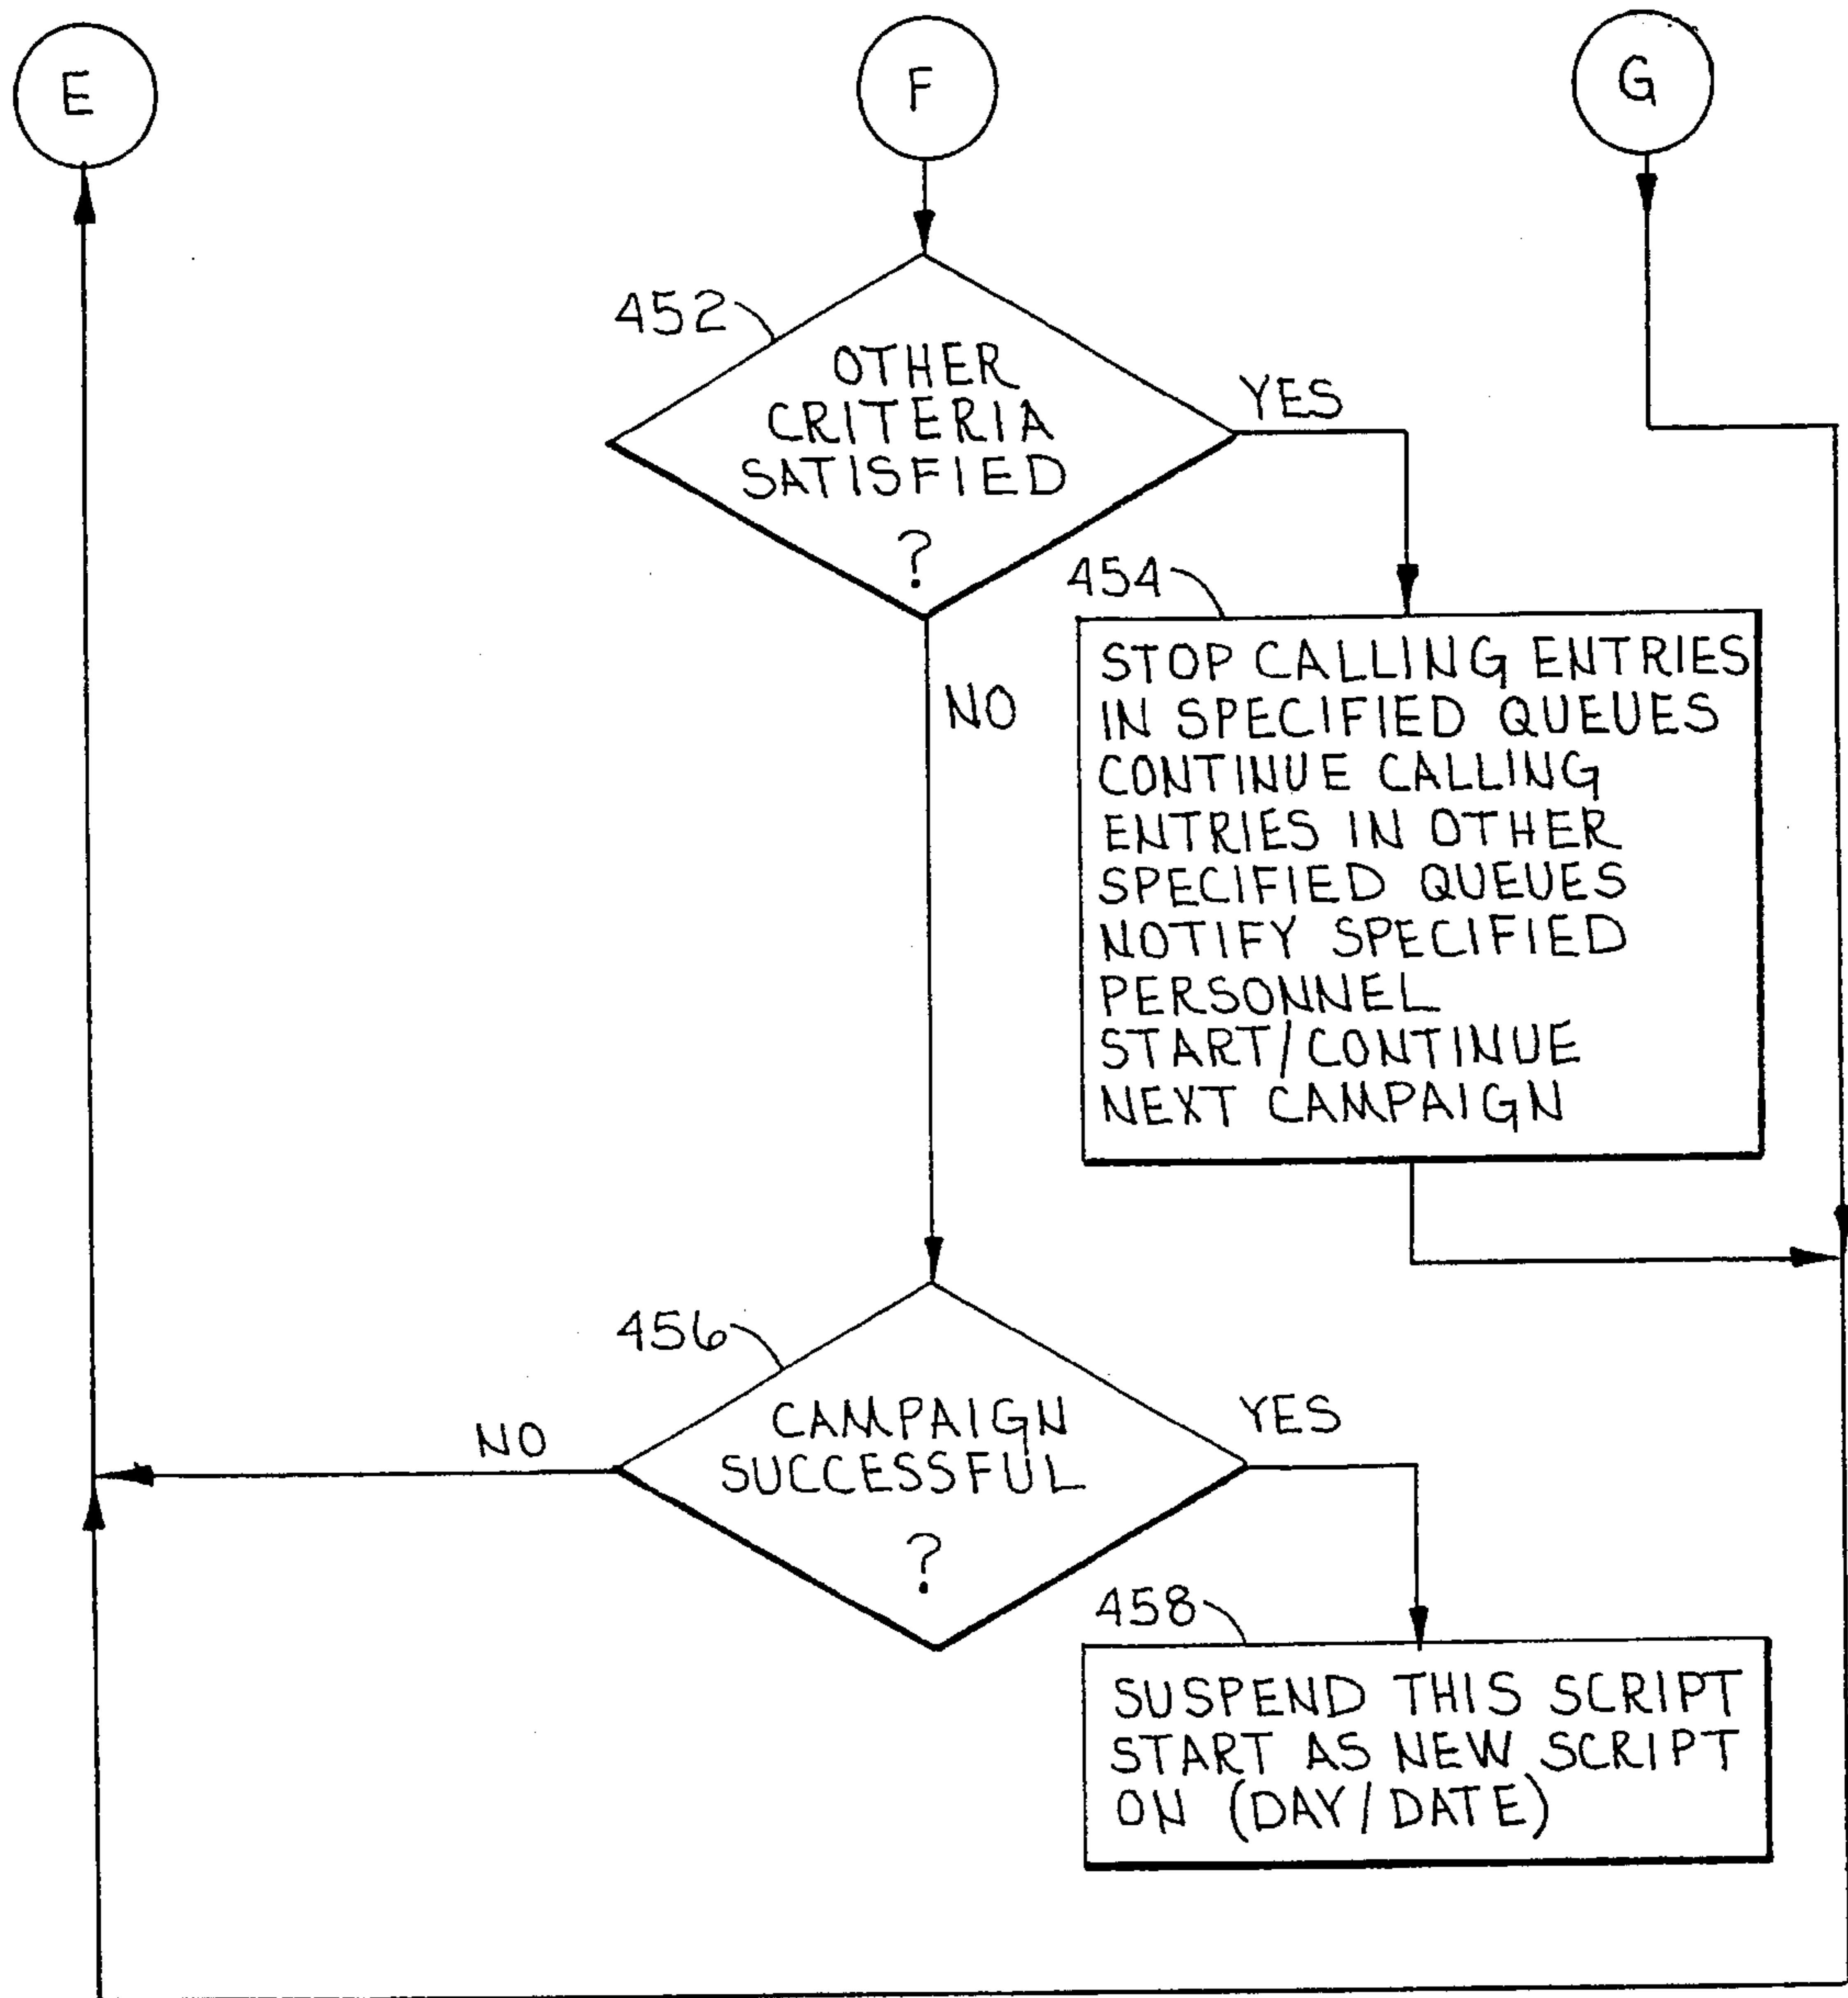 E
F
G
452
OTHER
CRITERIA
SATISFIED
?
YES
NO
454
STOP CALLING ENTRIES
IN SPECIFIED QUEUES
CONTINUE CALLING
ENTRIES IN OTHER
SPECIFIED QUEUES
NOTIFY SPECIFIED
PERSONNEL
START/CONTINUE
NEXT CAMPAIGN
456
CAMPAIGN
SUCCESSFUL
?
NO
YES
458
SUSPEND THIS SCRIPT
START AS NEW SCRIPT
ON (DAY/DATE)